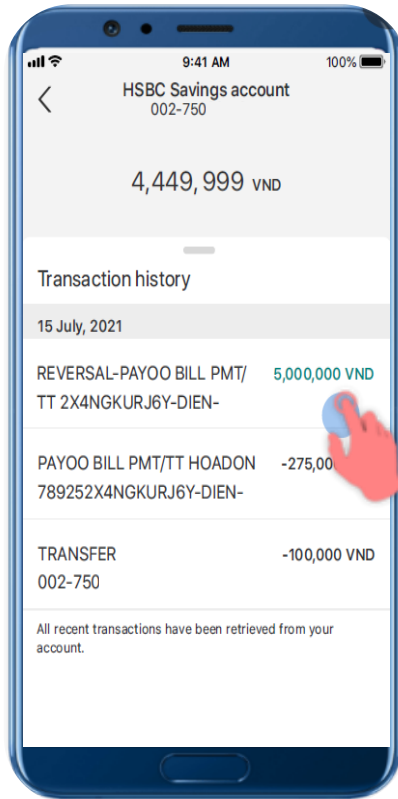 9:41 AM
100%
HSBC Savings account
002-750
4,449,999 VND
Transaction history
15 July, 2021
REVERSAL-PAYOO BILL PMT/ 5,000,000 VND
TT 2X4NGKURJ6Y-DIEN-
PAYOO BILL PMT/TT HOADON
789252X4NGKURJ6Y-DIEN-
TRANSFER -100,000 VND
002-750
All recent transactions have been retrieved from your
account.